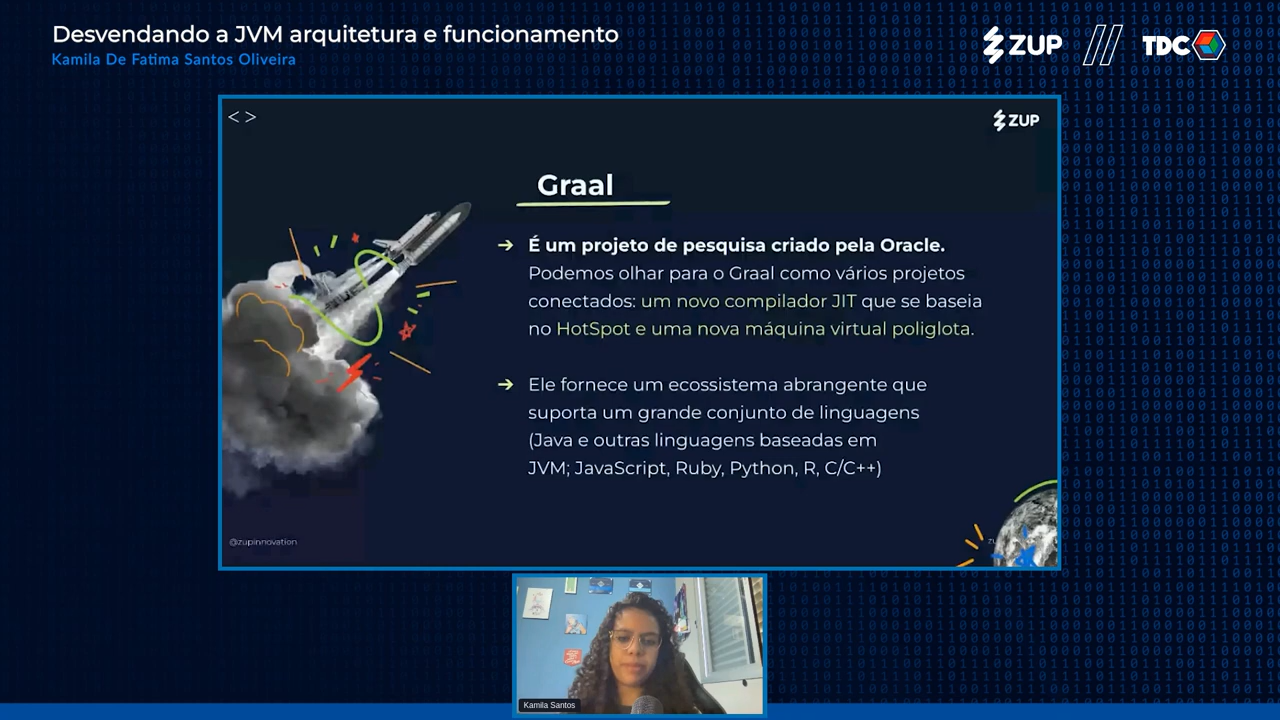 Desvendando a JVM arquitetura e funcionamento
Kamila De Fatima Santos Oliveira
ZUP
TDC
< >
ZUP
Graal
➔ É um projeto de pesquisa criado pela Oracle.
Podemos olhar para o Graal como vários projetos
conectados: um novo compilador JIT que se baseia
no HotSpot e uma nova máquina virtual poliglota.
➔ Ele fornece um ecossistema abrangente que
suporta um grande conjunto de linguagens
(Java e outras linguagens baseadas em
JVM; JavaScript, Ruby, Python, R, C/C++)
@zupinnovation
Kamila Santos